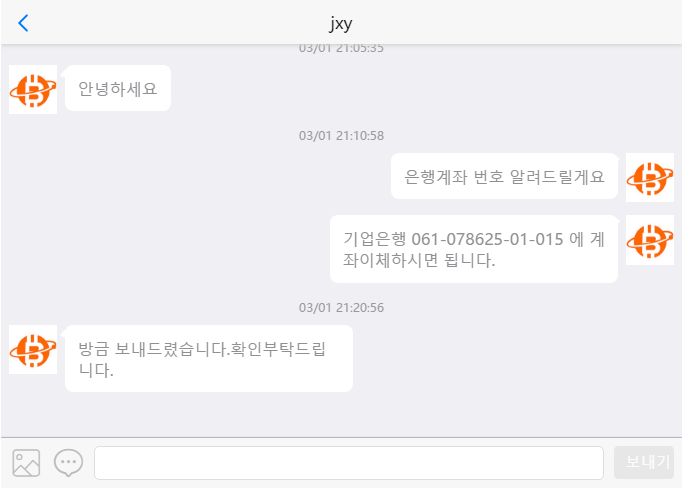 jxy
03/01 21:05:35
안녕하세요
03/01 21:10:58
은행계좌 번호 알려드릴게요
기업은행 061-078625-01-015 에 계
좌이체하시면 됩니다.
03/01 21:20:56
방금 보내드렸습니다.확인부탁드립
니다.
보내기